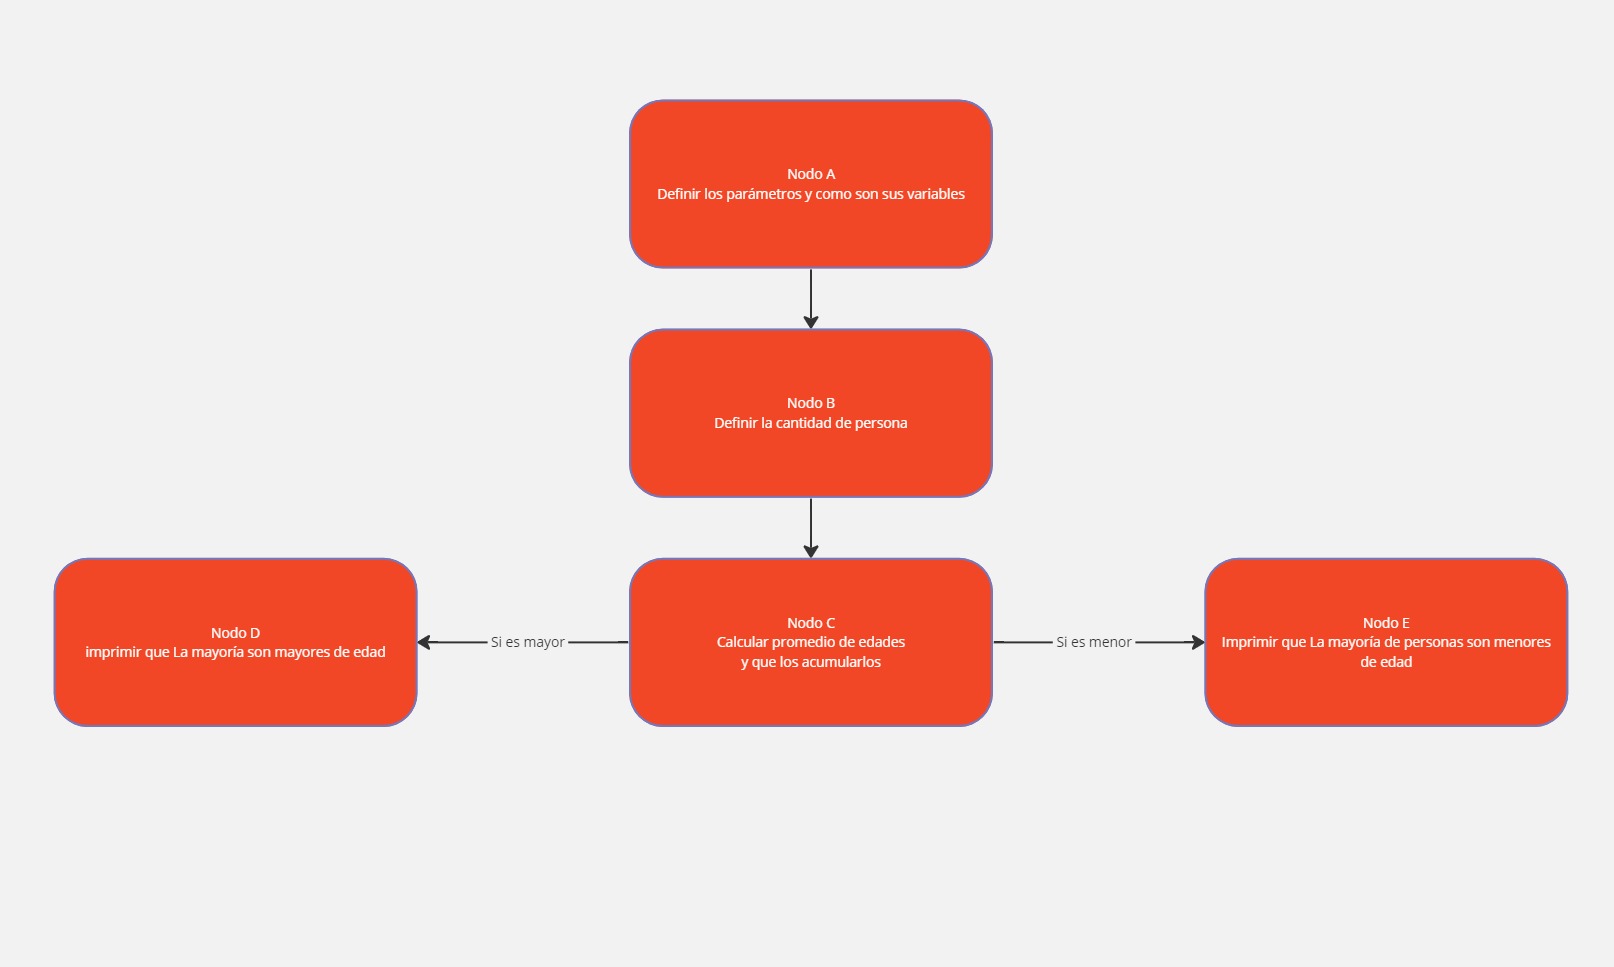 Nodo A
Definir los parámetros y como son sus variables
Nodo B
Definir la cantidad de persona
Nodo D
imprimir que La mayoría son mayores de edad
Si es mayor
Nodo C
Calcular promedio de edades
y que los acumularlos
Si es menor
Nodo E
Imprimir que La mayoría de personas son menores
de edad